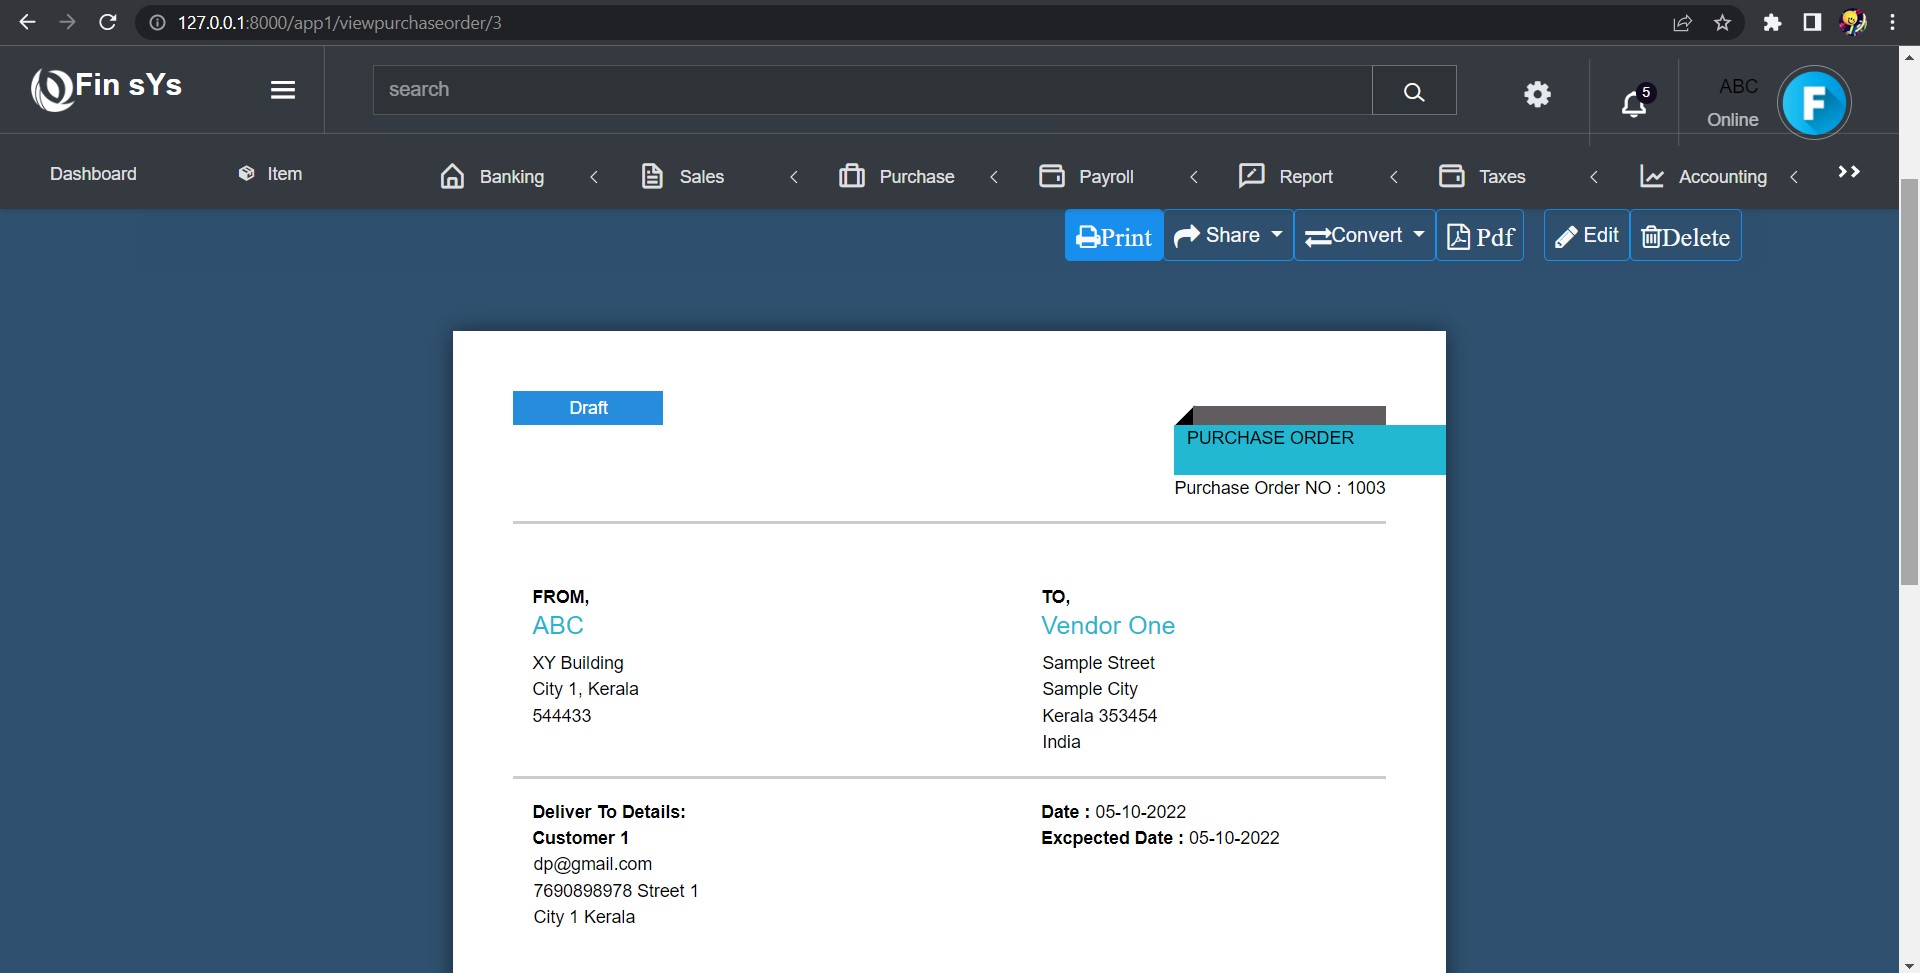 127.0.0.1:8000/app1/viewpurchaseorder/3
Fin sYs
search
5
ABC
Online
F
Dashboard
Item
Banking
Sales
Purchase
Payroll
Report
Taxes
Accounting
Print
Share
Convert
Pdf
Edit
Delete
Draft
PURCHASE ORDER
Purchase Order NO : 1003
FROM,
ABC
XY Building
City 1, Kerala
544433
TO,
Vendor One
Sample Street
Sample City
Kerala 353454
India
Deliver To Details:
Customer 1
dp@gmail.com
7690898978 Street 1
City 1 Kerala
Date : 05-10-2022
Excpected Date : 05-10-2022